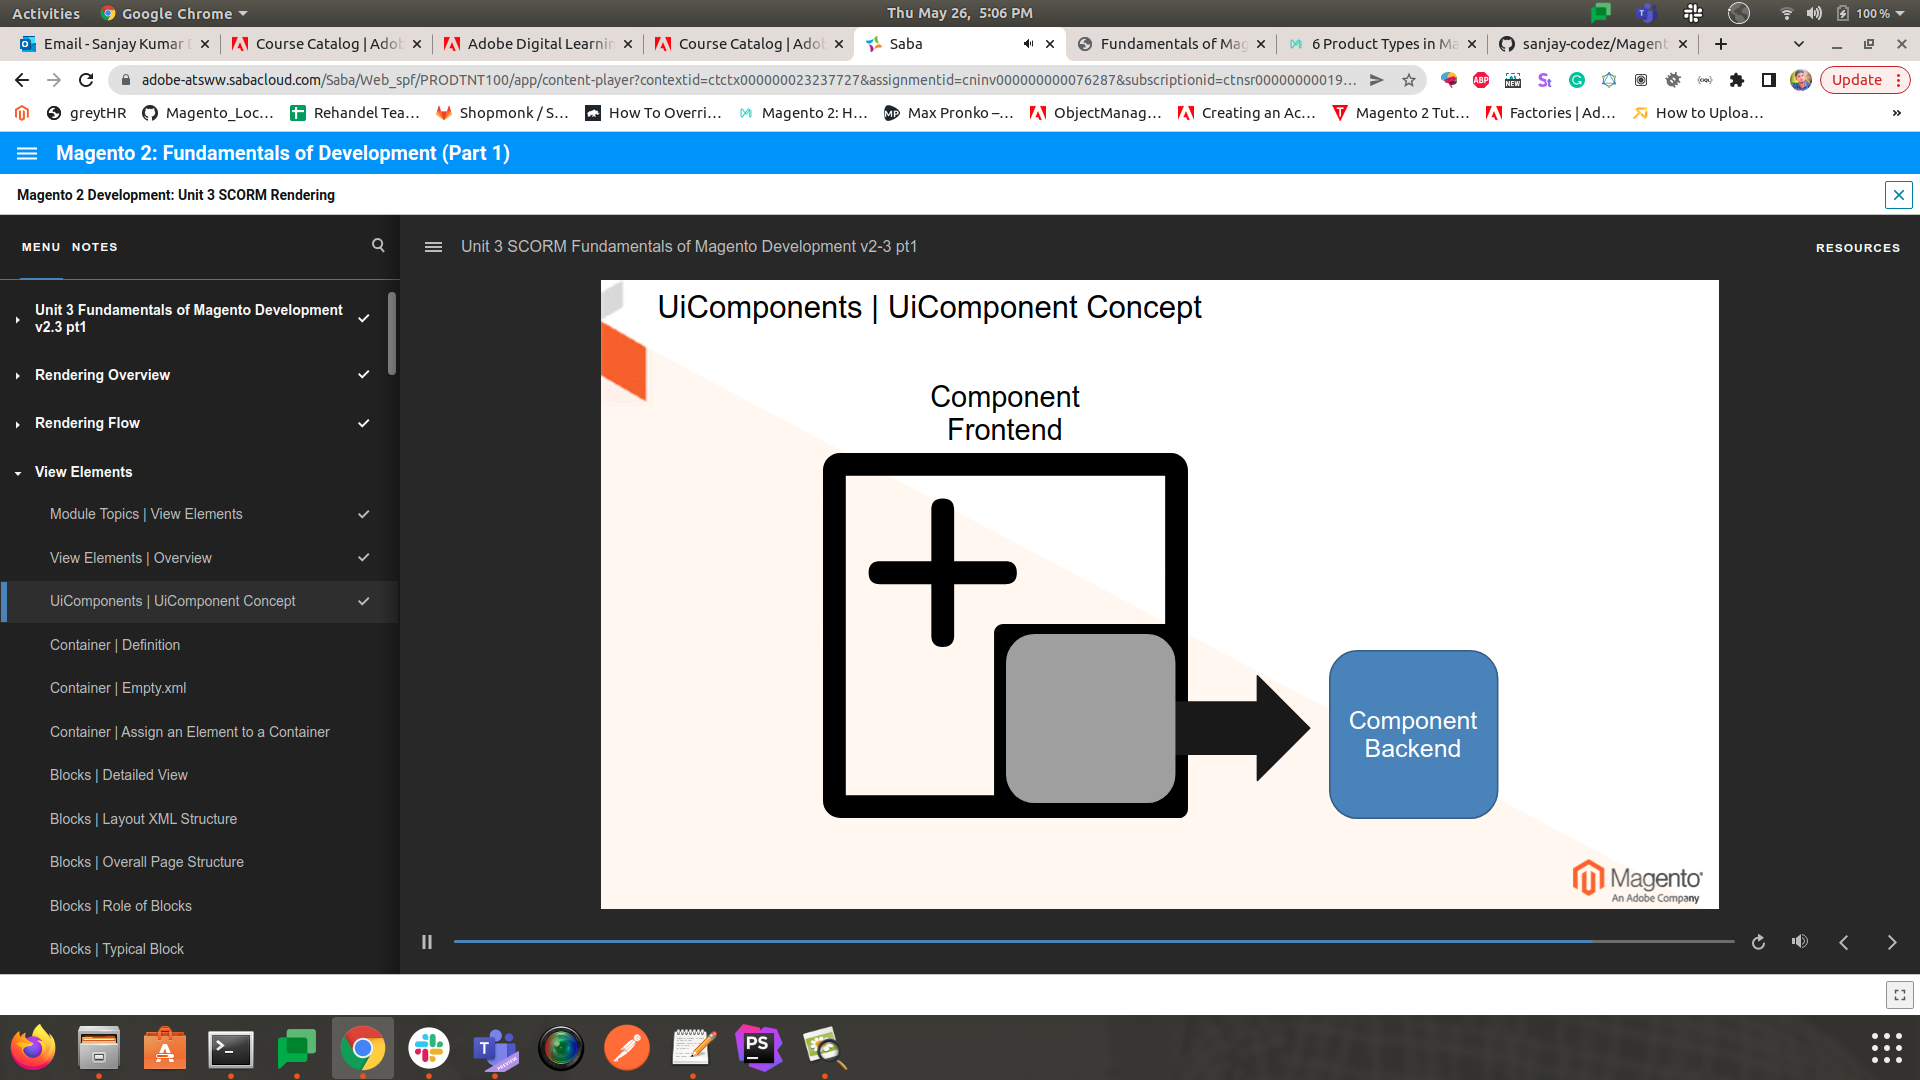 Activities
Google Chrome
Thu May 26, 5:06 PM
100 %
Email - Sanjay Kumar
Course Catalog | Adob
Adobe Digital Learnin
Course Catalog | Adob
Saba
Fundamentals of Mag
6 Product Types in Ma
sanjay-codez/Magent
adobe-atsww.sabacloud.com/Saba/Web_spf/PRODTNT100/app/content-player?contextid=ctctx000000023237727&assignmentid=cninv000000000076287&subscriptionid=ctnsr00000000019...
ABP
NEW
Update
greytHR
Magento_Loc...
Rehandel Tea...
Shopmonk / S...
How To Overri...
Magento 2: H...
Max Pronko –...
ObjectManag...
Creating an Ac...
Magento 2 Tut...
Factories | Ad...
How to Uploa...
»
Magento 2: Fundamentals of Development (Part 1)
Magento 2 Development: Unit 3 SCORM Rendering
MENU
NOTES
Unit 3 SCORM Fundamentals of Magento Development v2-3 pt1
RESOURCES
Unit 3 Fundamentals of Magento Development
v2.3 pt1
Rendering Overview
Rendering Flow
View Elements
Module Topics | View Elements
View Elements | Overview
UiComponents | UiComponent Concept
Container | Definition
Container | Empty.xml
Container | Assign an Element to a Container
Blocks | Detailed View
Blocks | Layout XML Structure
Blocks | Overall Page Structure
Blocks | Role of Blocks
Blocks | Typical Block
UiComponents | UiComponent Concept
Component
Frontend
Component
Backend
Magento
An Adobe Company
PS